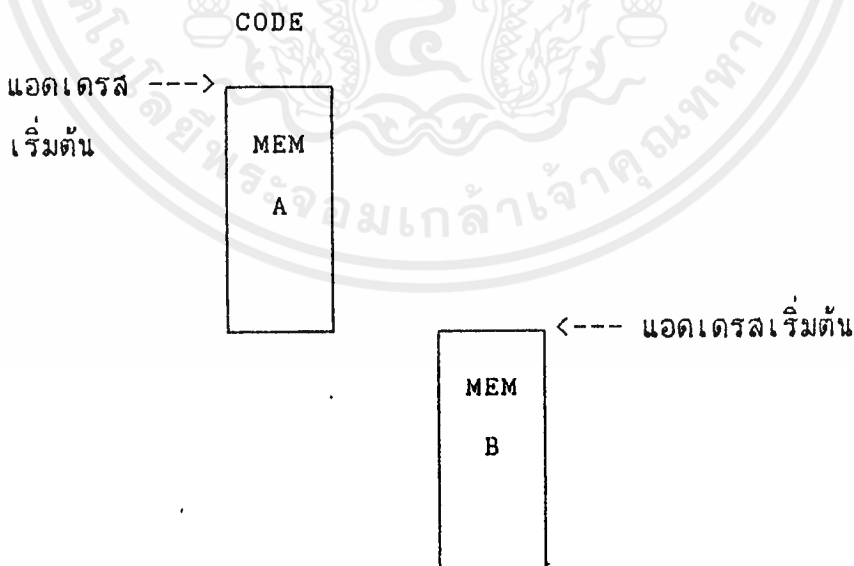 CODE
แอดเดรส --->
เริ่มต้น
MEM
A
<--- แอดเดรสเริ่มต้น
MEM
B